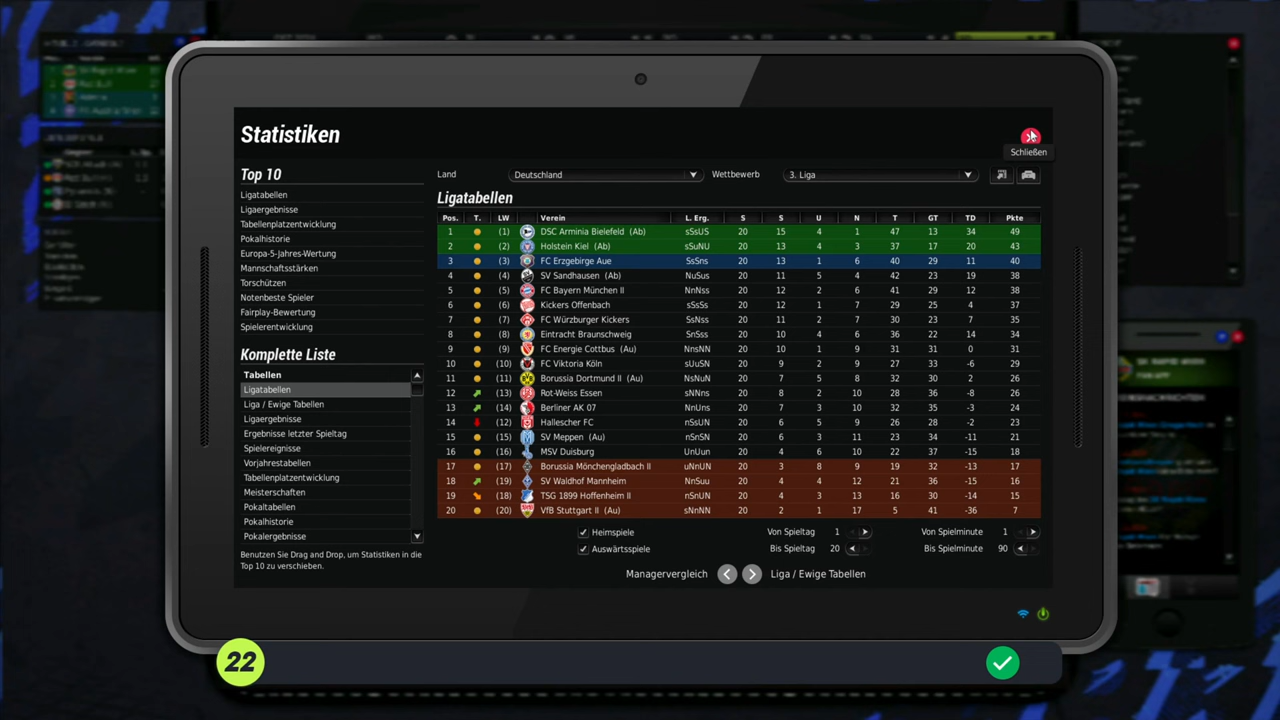 Statistiken
Schließen
Top 10
Ligatabellen
Ligaergebnisse
Tabellenplatzentwicklung
Pokalhistorie
Europa-5-Jahres-Wertung
Mannschaftsstärken
Torschützen
Notenbeste Spieler
Fairplay-Bewertung
Spielerentwicklung
Komplette Liste
Tabellen
Ligatabellen
Liga / Ewige Tabellen
Ligaergebnisse
Ergebnisse letzter Spieltag
Spielereignisse
Vorjahrestabellen
Tabellenplatzentwicklung
Meisterschaften
Pokaltabellen
Pokalhistorie
Pokalergebnisse
Benutzen Sie Drag and Drop, um Statistiken in die
Top 10 zu verschieben.
Land Deutschland Wettbewerb 3. Liga
Ligatabellen
Pos. T. LW Verein L. Erg. S S U N T GT TD Pkte
1 (1) DSC Arminia Bielefeld (Ab) sSsUS 20 15 4 1 47 13 34 49
2 (2) Holstein Kiel (Ab) sSuNU 20 13 4 3 37 17 20 43
3 (3) FC Erzgebirge Aue SsSns 20 13 1 6 40 29 11 40
4 (4) SV Sandhausen (Ab) NuSus 20 11 5 4 42 23 19 38
5 (5) FC Bayern München II NnNss 20 12 2 6 41 29 12 38
6 (6) Kickers Offenbach sSsSs 20 12 1 7 29 25 4 37
7 (7) FC Würzburger Kickers SsNss 20 11 2 7 30 23 7 35
8 (8) Eintracht Braunschweig SnSss 20 10 4 6 36 22 14 34
9 (9) FC Energie Cottbus (Au) NnsNN 20 10 1 9 31 31 0 31
10 (10) FC Viktoria Köln sUuSN 20 9 2 9 27 33 -6 29
11 (11) Borussia Dortmund II (Au) NsNuN 20 7 5 8 32 30 2 26
12 (13) Rot-Weiss Essen sNNns 20 8 2 10 28 36 -8 26
13 (14) Berliner AK 07 NnUns 20 7 3 10 32 35 -3 24
14 (12) Hallescher FC nSsUN 20 6 5 9 26 28 -2 23
15 (15) SV Meppen (Au) nSnSN 20 6 3 11 23 34 -11 21
16 (16) MSV Duisburg UnUun 20 4 6 10 22 37 -15 18
17 (17) Borussia Mönchengladbach II uNnUN 20 3 8 9 19 32 -13 17
18 (19) SV Waldhof Mannheim NnSuu 20 4 4 12 21 36 -15 16
19 (18) TSG 1899 Hoffenheim II nSnUN 20 4 3 13 16 30 -14 15
20 (20) VfB Stuttgart II (Au) sNnNN 20 2 1 17 5 41 -36 7
Heimspiele Von Spieltag 1 Von Spielminute 1
Auswärtsspiele Bis Spieltag 20 Bis Spielminute 90
Managervergleich Liga / Ewige Tabellen
22